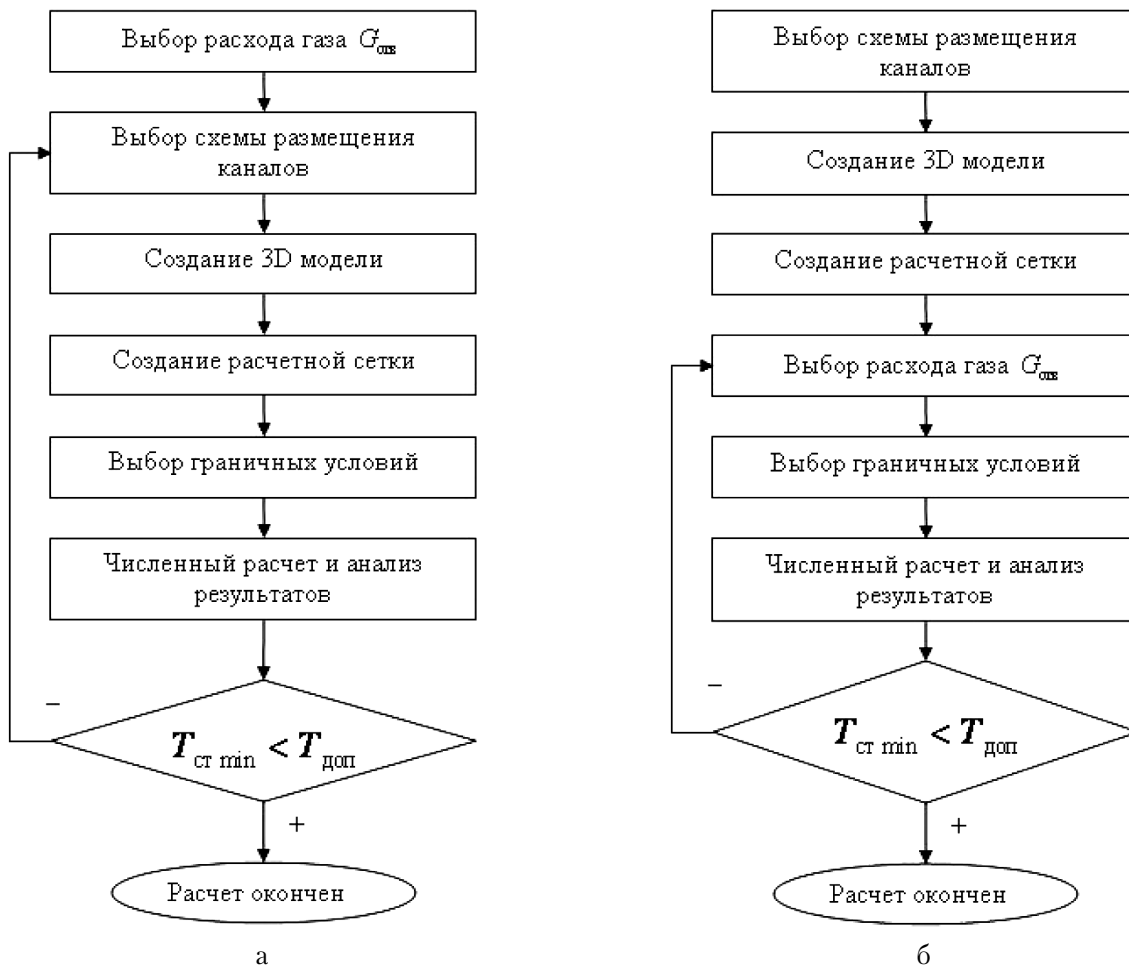 Выбор расхода газа G отв
Выбор схемы размещения
каналов
Создание 3D модели
Создание расчетной сетки
Выбор граничных условий
Численный расчет и анализ
результатов
–
T ст min < T доп
+
Расчет окончен
а
Выбор схемы размещения
каналов
Создание 3D модели
Создание расчетной сетки
Выбор расхода газа G отв
Выбор граничных условий
Численный расчет и анализ
результатов
–
T ст min < T доп
+
Расчет окончен
б